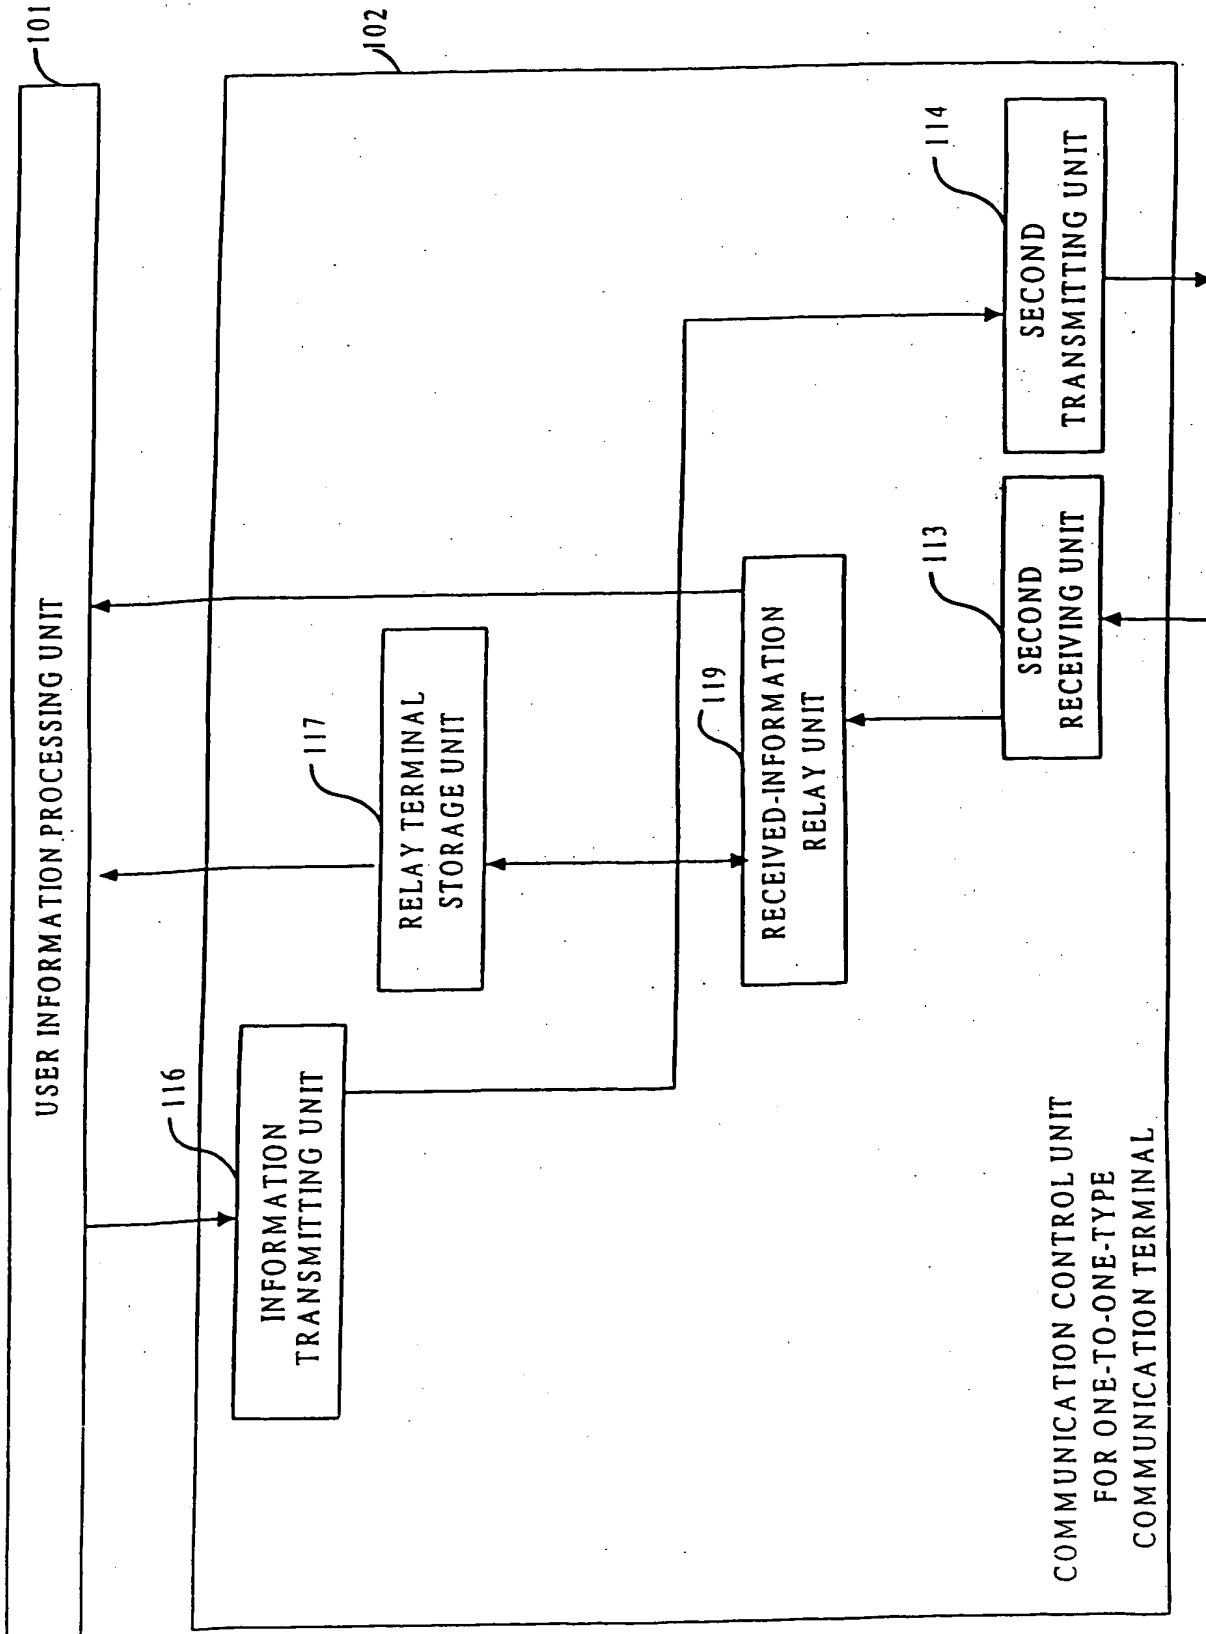 101
USER INFORMATION PROCESSING UNIT
102
116
INFORMATION
TRANSMITTING UNIT
117
RELAY TERMINAL
STORAGE UNIT
119
RECEIVED-INFORMATION
RELAY UNIT
113
SECOND
RECEIVING UNIT
114
SECOND
TRANSMITTING UNIT
COMMUNICATION CONTROL UNIT
FOR ONE-TO-ONE-TYPE
COMMUNICATION TERMINAL